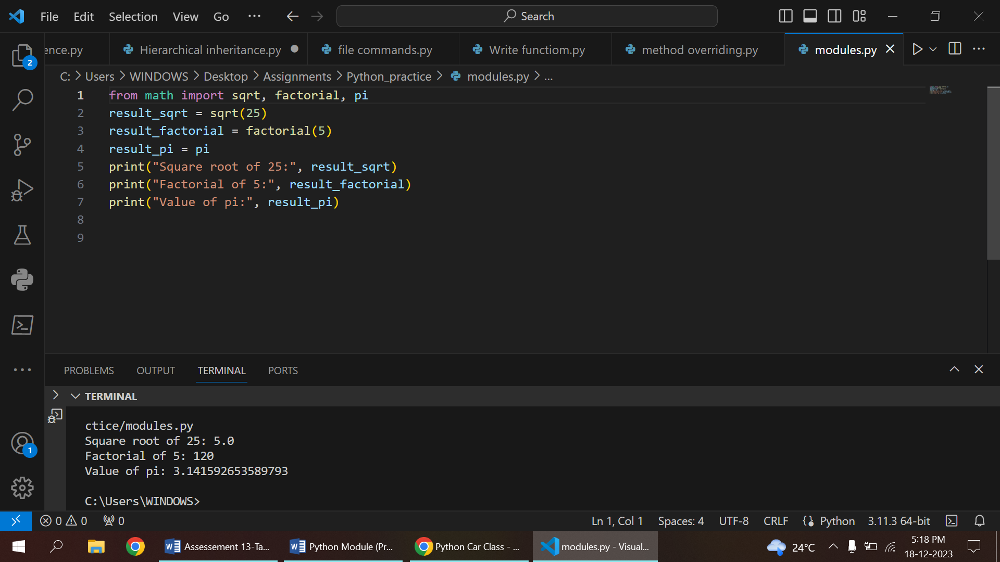 File Edit Selection View Go ... Search
ence.py Hierarchical inheritance.py file commands.py Write functiom.py method overriding.py modules.py
C: > Users > WINDOWS > Desktop > Assignments > Python_practice > modules.py > ...
1 from math import sqrt, factorial, pi
2 result_sqrt = sqrt(25)
3 result_factorial = factorial(5)
4 result_pi = pi
5 print("Square root of 25:", result_sqrt)
6 print("Factorial of 5:", result_factorial)
7 print("Value of pi:", result_pi)
8
9
2
PROBLEMS OUTPUT TERMINAL PORTS
TERMINAL
ctice/modules.py
Square root of 25: 5.0
Factorial of 5: 120
Value of pi: 3.141592653589793
C:\Users\WINDOWS>
1
0 0 0 Ln 1, Col 1 Spaces: 4 UTF-8 CRLF Python 3.11.3 64-bit
Assessement 13-Ta... Python Module (Pr... Python Car Class - ... modules.py - Visual... 24°C 5:18 PM
18-12-2023